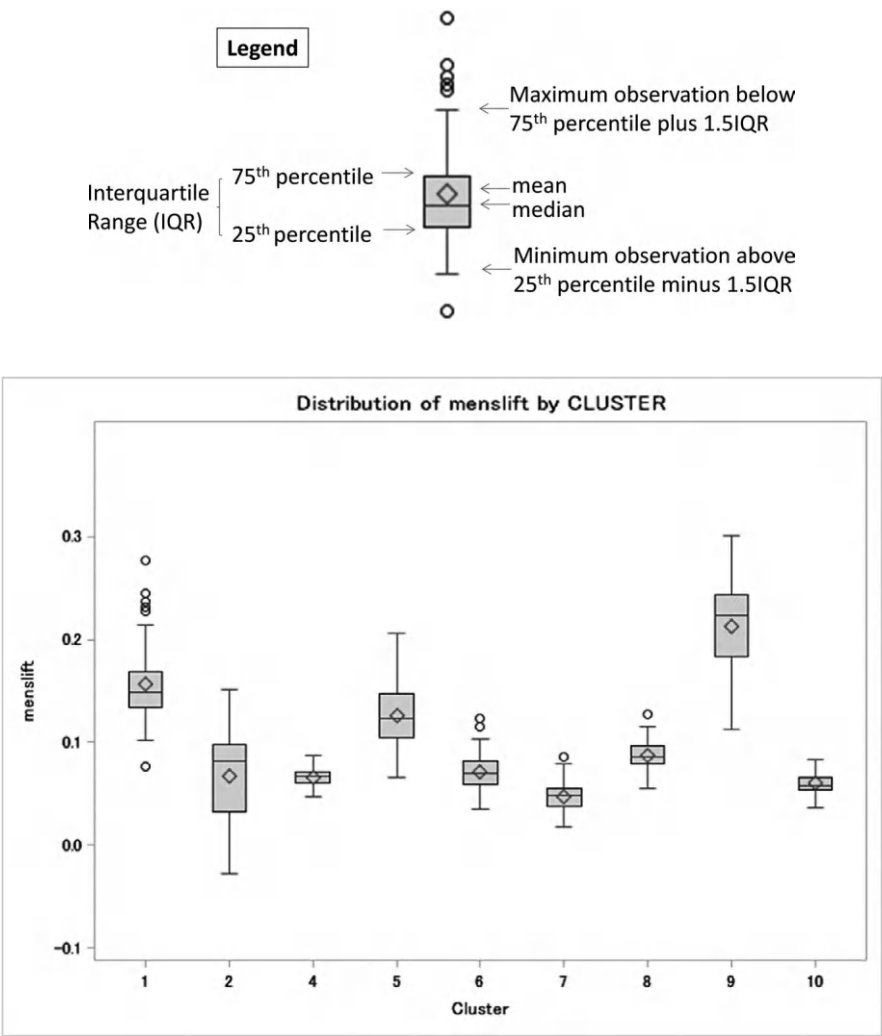 Legend
Maximum observation below
75th percentile plus 1.5IQR
75th percentile
mean
Interquartile
Range (IQR)
median
25th percentile
Minimum observation above
25th percentile minus 1.5IQR
Distribution of menslift by CLUSTER
0.3
0.2
menslift
0.1
0.0
-0.1
1 2 4 5 6 7 8 9 10
Cluster